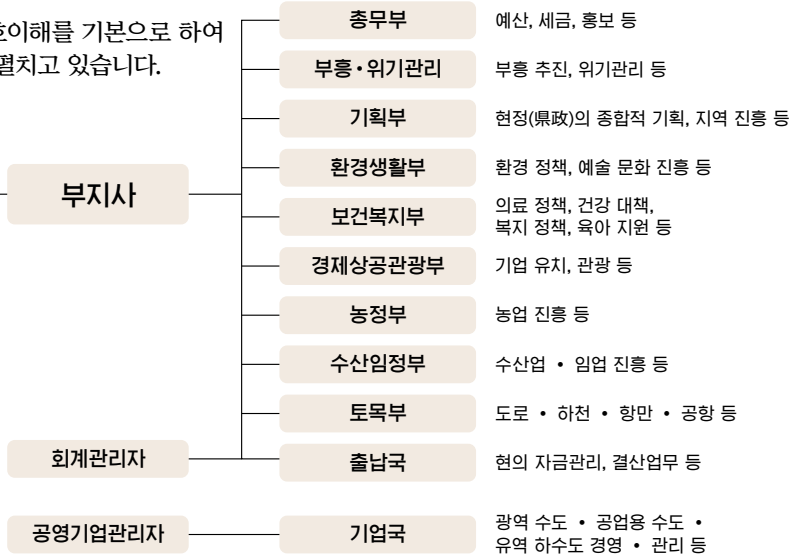 호이해를 기본으로 하여
펼치고 있습니다.
총무부 예산, 세금, 홍보 등
부흥·위기관리 부흥 추진, 위기관리 등
기획부 현정(県政)의 종합적 기획, 지역 진흥 등
환경생활부 환경 정책, 예술 문화 진흥 등
부지사
보건복지부 의료 정책, 건강 대책,
복지 정책, 육아 지원 등
경제상공관광부 기업 유치, 관광 등
농정부 농업 진흥 등
수산임정부 수산업 • 임업 진흥 등
토목부 도로 • 하천 • 항만 • 공항 등
회계관리자 출납국 현의 자금관리, 결산업무 등
공영기업관리자 기업국 광역 수도 • 공업용 수도 •
유역 하수도 경영 • 관리 등